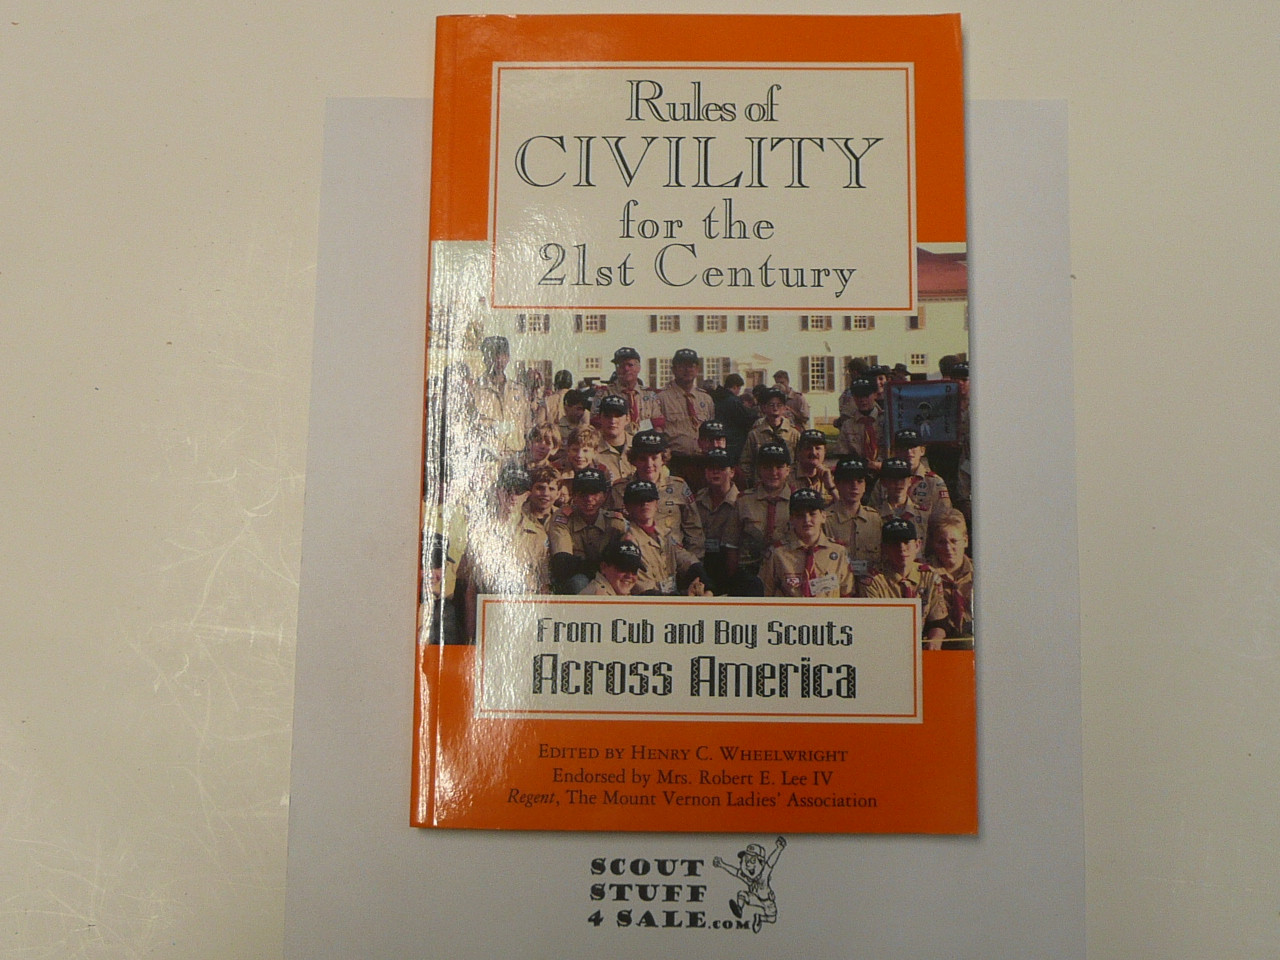 Rules of
CIVILITY
for the
21st Century
YANKE D
From Cub and Boy Scouts
Across America
EDITED BY HENRY C. WHEELWRIGHT
Endorsed by Mrs. Robert E. Lee IV
Regent, The Mount Vernon Ladies' Association
SCOUT
STUFF
4 SALE.COM